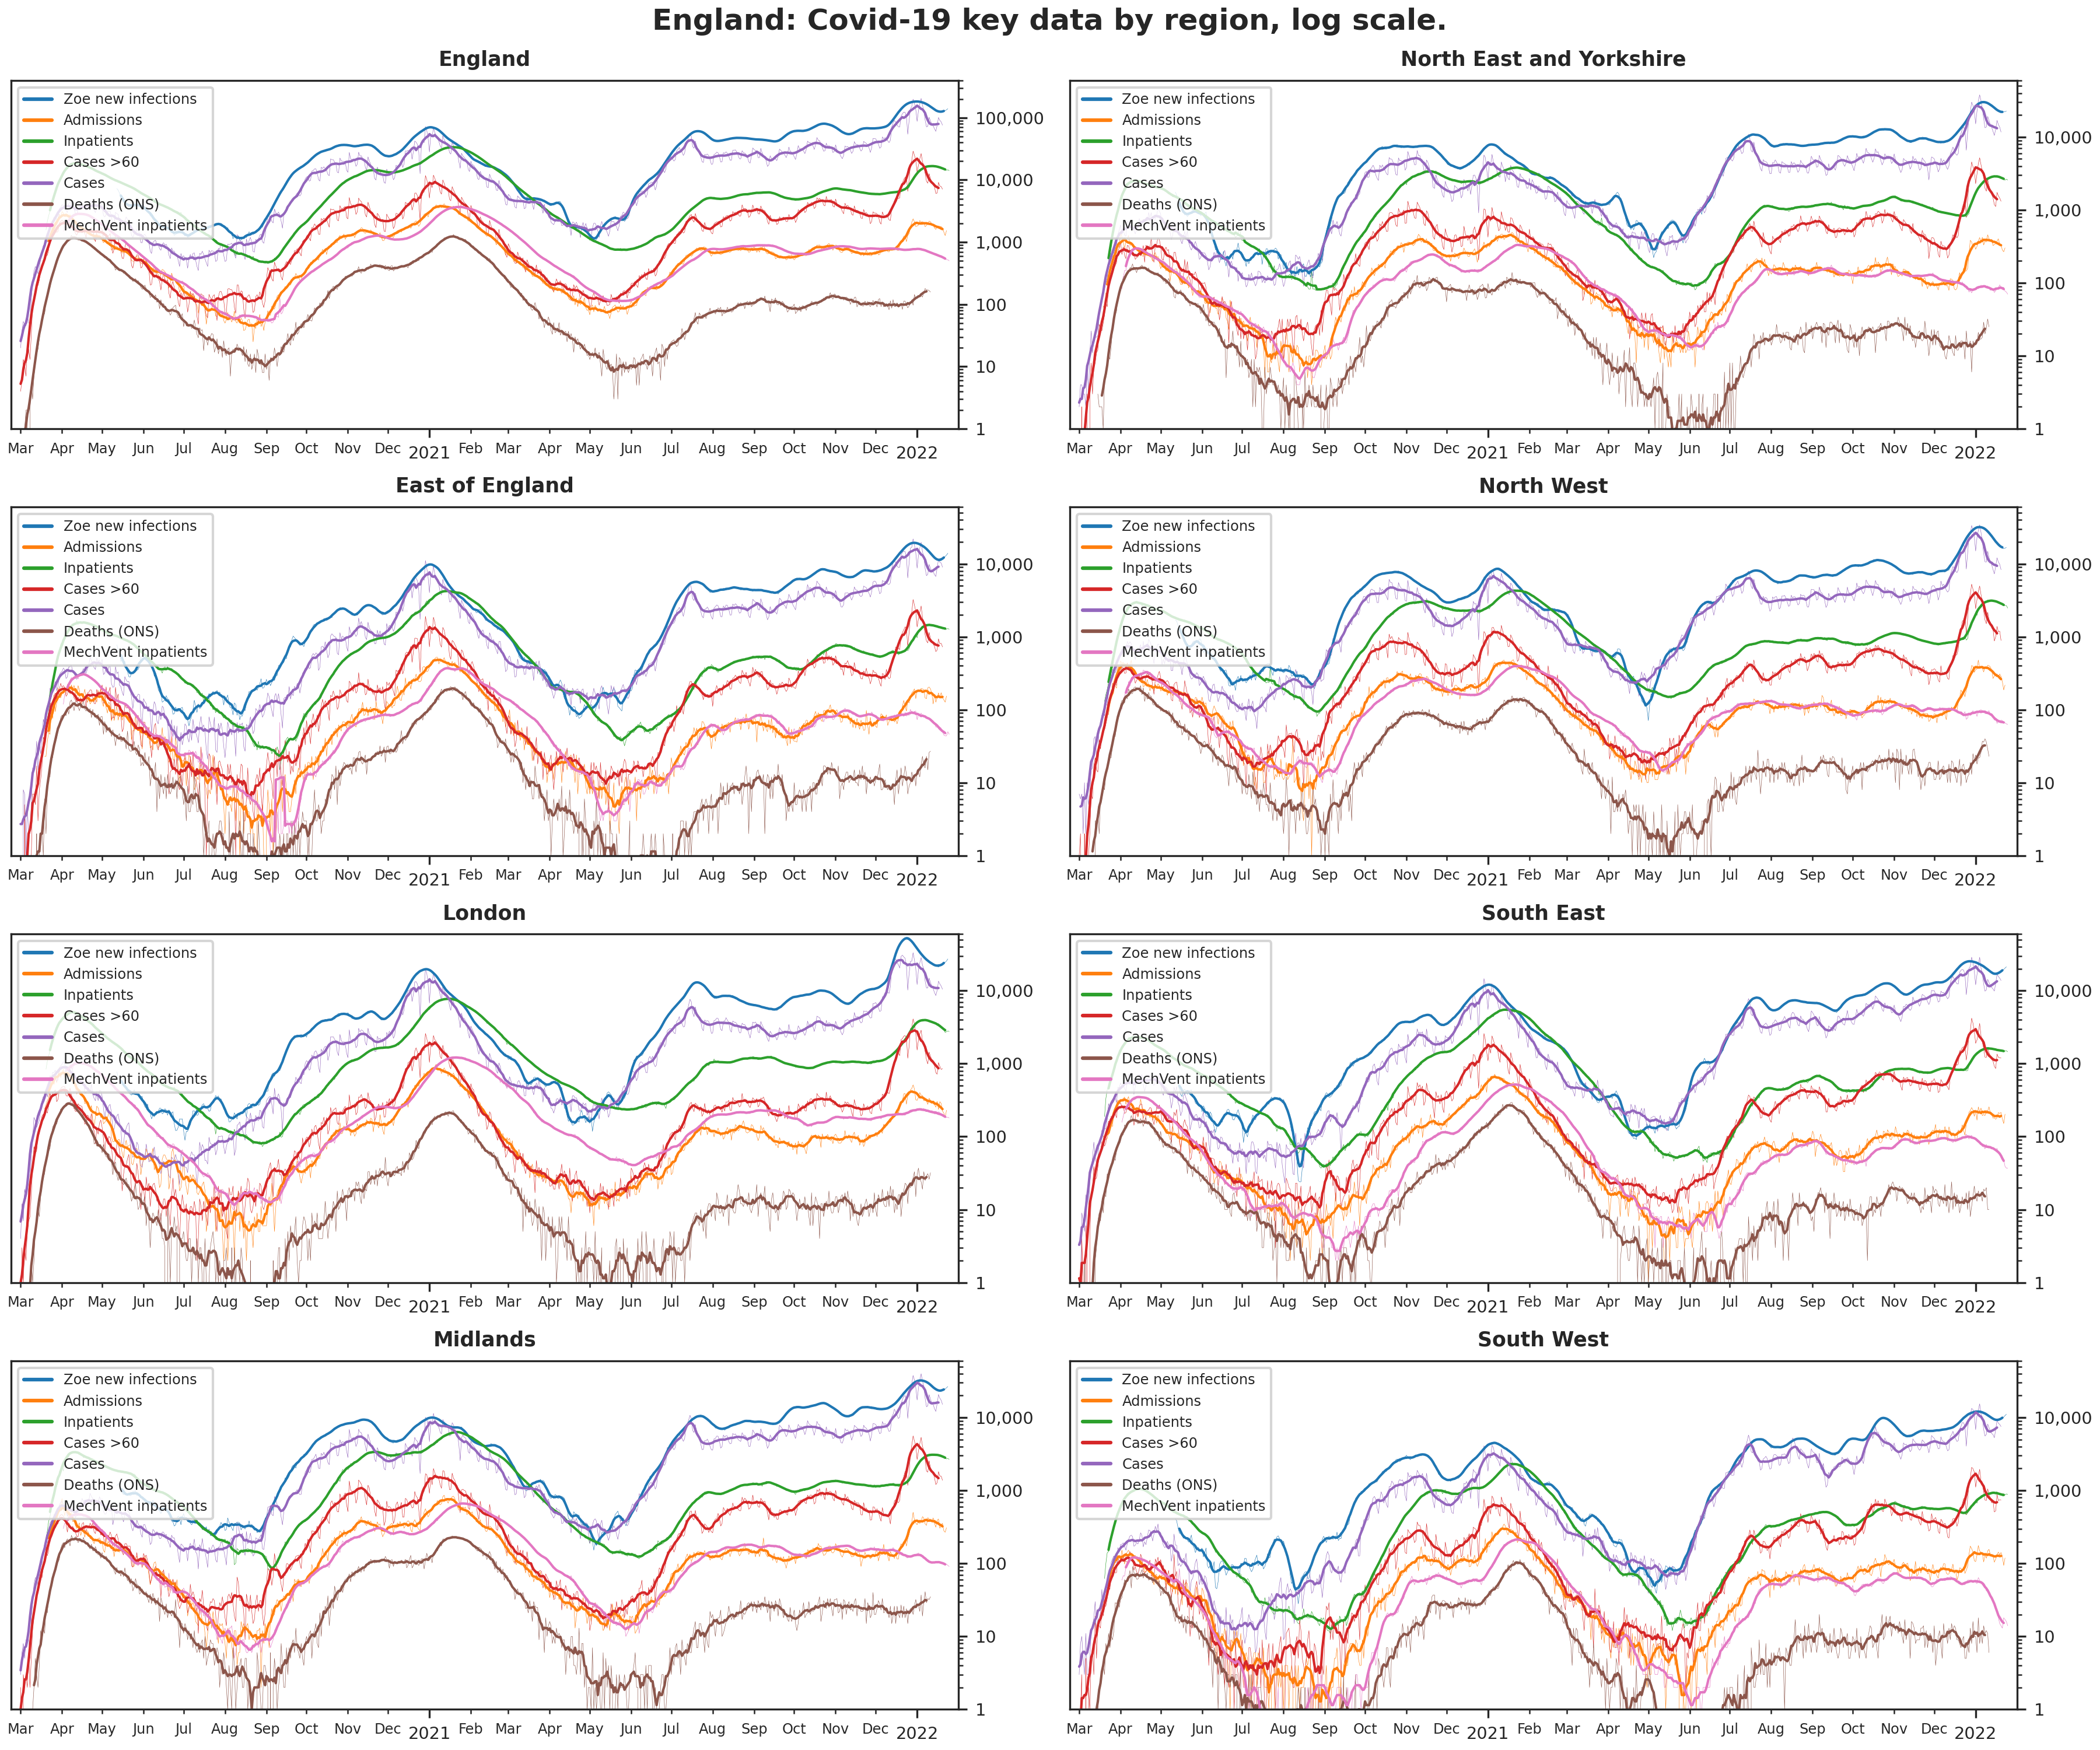 England: Covid-19 key data by region, log scale.
England
North East and Yorkshire
Zoe new infections
Admissions
Inpatients
Cases >60
Cases
Deaths (ONS)
MechVent inpatients
100,000
10,000
1,000
100
10
1
Mar Apr May Jun Jul Aug Sep Oct Nov Dec 2021 Feb Mar Apr May Jun Jul Aug Sep Oct Nov Dec 2022
Zoe new infections
Admissions
Inpatients
Cases >60
Cases
Deaths (ONS)
MechVent inpatients
10,000
1,000
100
10
1
Mar Apr May Jun Jul Aug Sep Oct Nov Dec 2021 Feb Mar Apr May Jun Jul Aug Sep Oct Nov Dec 2022
East of England
North West
Zoe new infections
Admissions
Inpatients
Cases >60
Cases
Deaths (ONS)
MechVent inpatients
10,000
1,000
100
10
1
Mar Apr May Jun Jul Aug Sep Oct Nov Dec 2021 Feb Mar Apr May Jun Jul Aug Sep Oct Nov Dec 2022
Zoe new infections
Admissions
Inpatients
Cases >60
Cases
Deaths (ONS)
MechVent inpatients
10,000
1,000
100
10
1
Mar Apr May Jun Jul Aug Sep Oct Nov Dec 2021 Feb Mar Apr May Jun Jul Aug Sep Oct Nov Dec 2022
London
South East
Zoe new infections
Admissions
Inpatients
Cases >60
Cases
Deaths (ONS)
MechVent inpatients
10,000
1,000
100
10
1
Mar Apr May Jun Jul Aug Sep Oct Nov Dec 2021 Feb Mar Apr May Jun Jul Aug Sep Oct Nov Dec 2022
Zoe new infections
Admissions
Inpatients
Cases >60
Cases
Deaths (ONS)
MechVent inpatients
10,000
1,000
100
10
1
Mar Apr May Jun Jul Aug Sep Oct Nov Dec 2021 Feb Mar Apr May Jun Jul Aug Sep Oct Nov Dec 2022
Midlands
South West
Zoe new infections
Admissions
Inpatients
Cases >60
Cases
Deaths (ONS)
MechVent inpatients
10,000
1,000
100
10
1
Mar Apr May Jun Jul Aug Sep Oct Nov Dec 2021 Feb Mar Apr May Jun Jul Aug Sep Oct Nov Dec 2022
Zoe new infections
Admissions
Inpatients
Cases >60
Cases
Deaths (ONS)
MechVent inpatients
10,000
1,000
100
10
1
Mar Apr May Jun Jul Aug Sep Oct Nov Dec 2021 Feb Mar Apr May Jun Jul Aug Sep Oct Nov Dec 2022